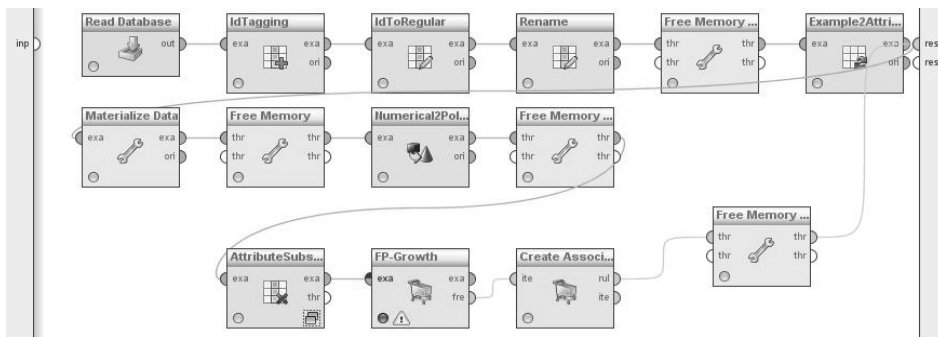 Read Database IdTagging IdToRegular Rename Free Memory ... Example2Attri...
inp out exa exa exa exa exa exa thr thr exa exa res
ori ori ori thr thr ori res
Materialize Data Free Memory Numerical2Pol... Free Memory ...
exa exa thr thr exa exa thr thr
ori thr thr ori thr thr
Free Memory ...
thr thr
thr thr
AttributeSubs... FP-Growth Create Associ...
exa exa exa exa ite rul
thr fre ite